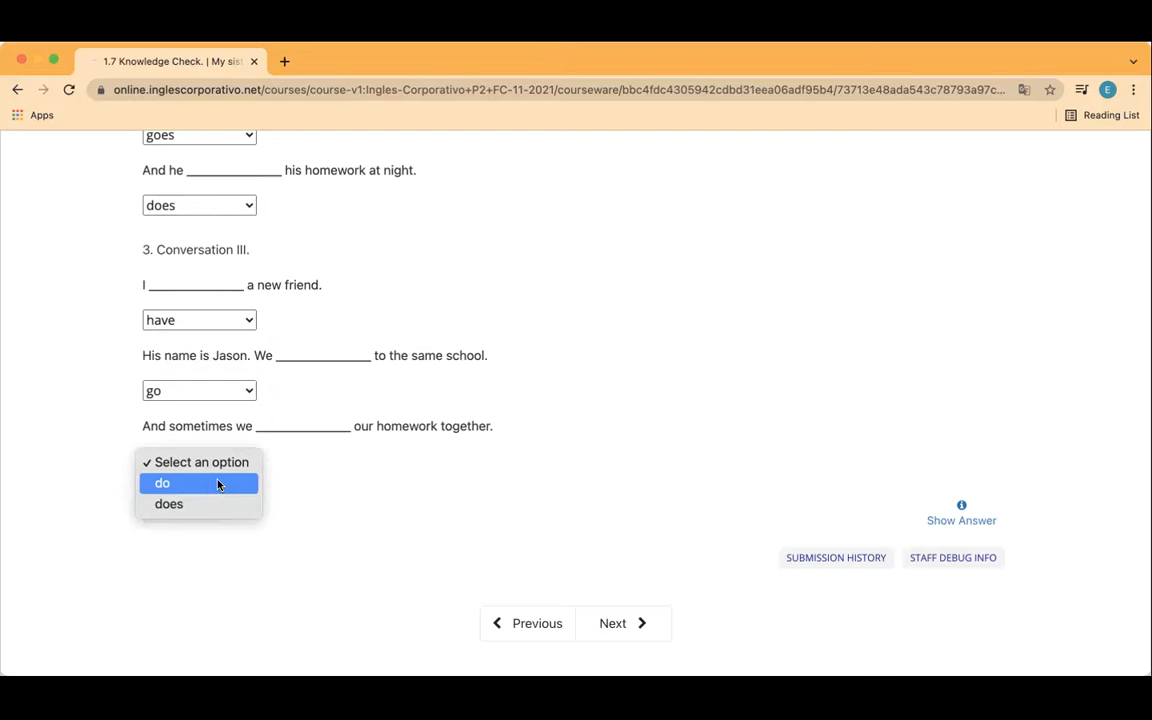 1.7 Knowledge Check. | My sis
online.inglescorporativo.net/courses/course-v1:Ingles-Corporativo+P2+FC-11-2021/courseware/bbc4fdc4305942cdbd31eea06adf95b4/73713e48ada543c78793a97c...
E
Apps
Reading List
goes
And he ______________ his homework at night.
does
3. Conversation III.
I ______________ a new friend.
have
His name is Jason. We ______________ to the same school.
go
And sometimes we ______________ our homework together.
✓ Select an option
do
does
Show Answer
SUBMISSION HISTORY STAFF DEBUG INFO
Previous Next